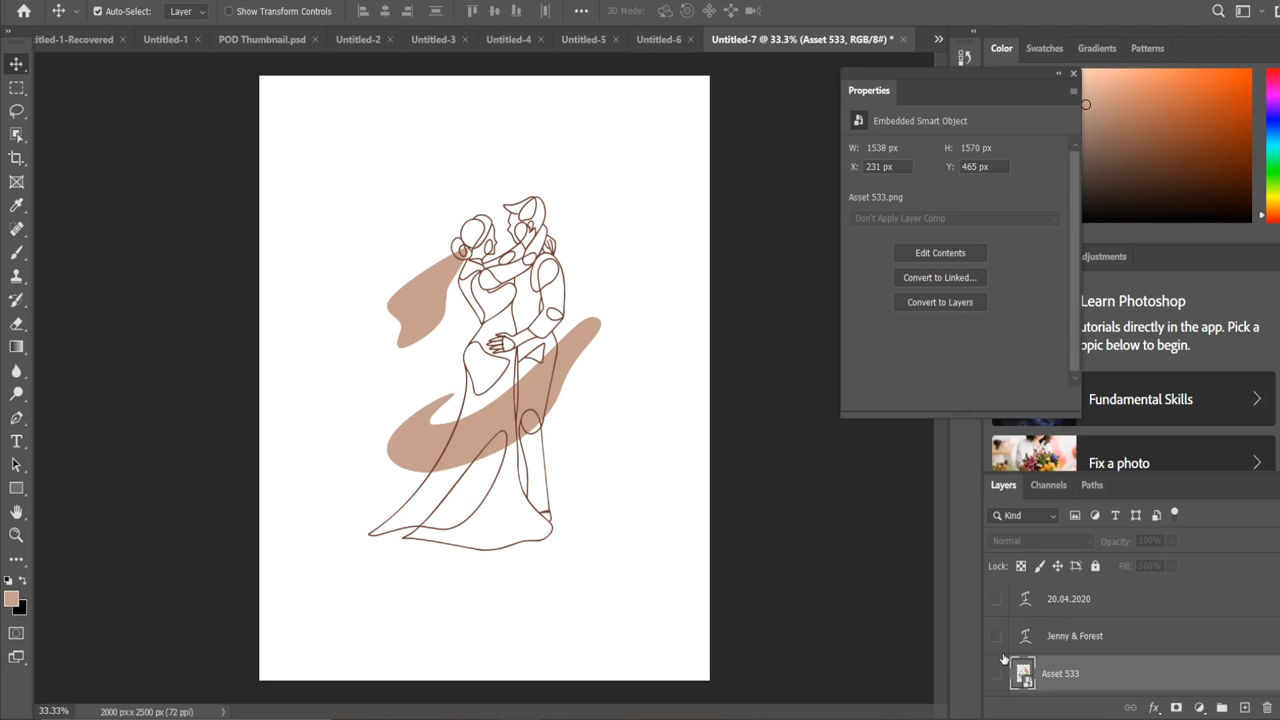 Auto-Select: Layer Show Transform Controls 3D Mode:
titled-1-Recovered Untitled-1 POD Thumbnail.psd Untitled-2 Untitled-3 Untitled-4 Untitled-5 Untitled-6 Untitled-7 @ 33.3% (Asset 533, RGB/8#) *
Color Swatches Gradients Patterns
Properties
Embedded Smart Object
W: 1538 px H: 1570 px
X: 231 px Y: 465 px
Asset 533.png
Don't Apply Layer Comp
Edit Contents
Convert to Linked...
Convert to Layers
djustments
Learn Photoshop
utorials directly in the app. Pick a
opic below to begin.
Fundamental Skills
Fix a photo
Layers Channels Paths
Kind
Normal Opacity: 100%
Lock: Fill: 100%
20.04.2020
Jenny & Forest
Asset 533
33.33% 2000 px x 2500 px (72 ppi)